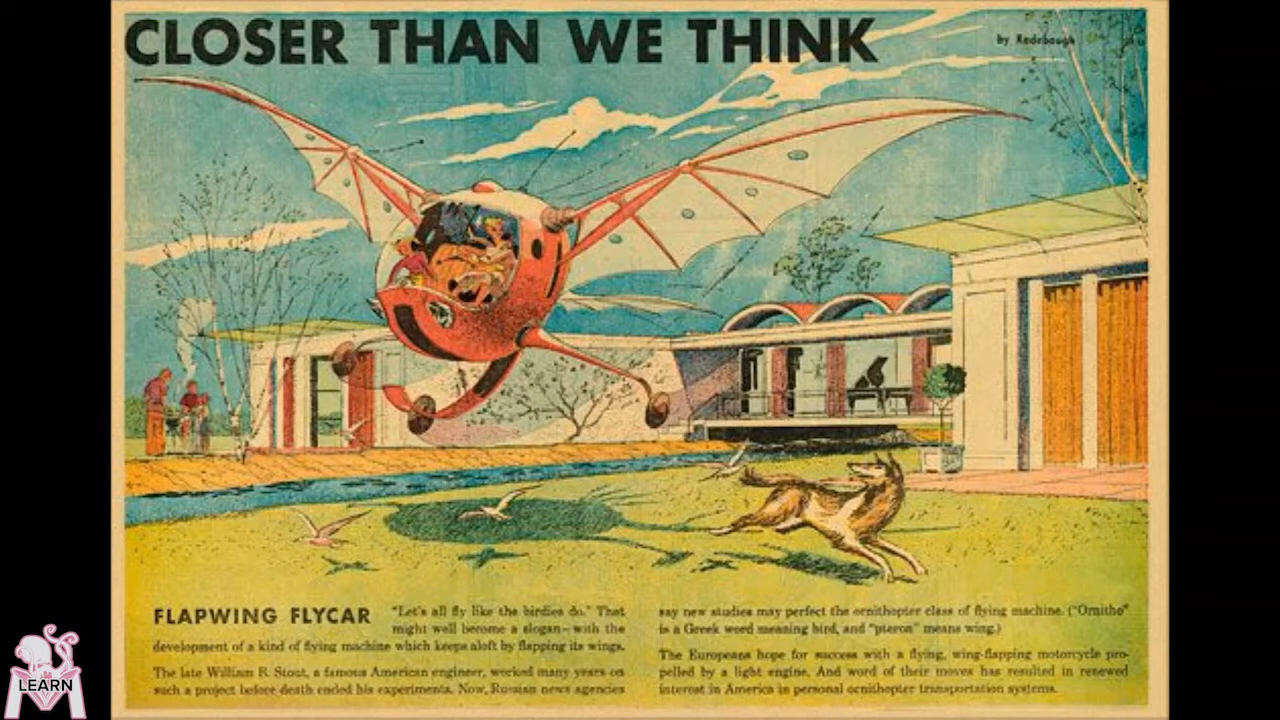 CLOSER THAN WE THINK
by Radebaugh
FLAPWING FLYCAR
"Let's all fly like the birdies do." That
might well become a slogan—with the
development of a kind of flying machine which keeps aloft by flapping its wings.
The late William R. Stout, a famous American engineer, worked many years on
such a project before death ended his experiments. Now, Russian news agencies
say new studies may perfect the ornithopter class of flying machine. ("Ornitho"
is a Greek word meaning bird, and "pteron" means wing.)
The Europeans hope for success with a flying, wing-flapping motorcycle pro-
pelled by a light engine. And word of their moves has resulted in renewed
interest in America in personal ornithopter transportation systems.
LEARN